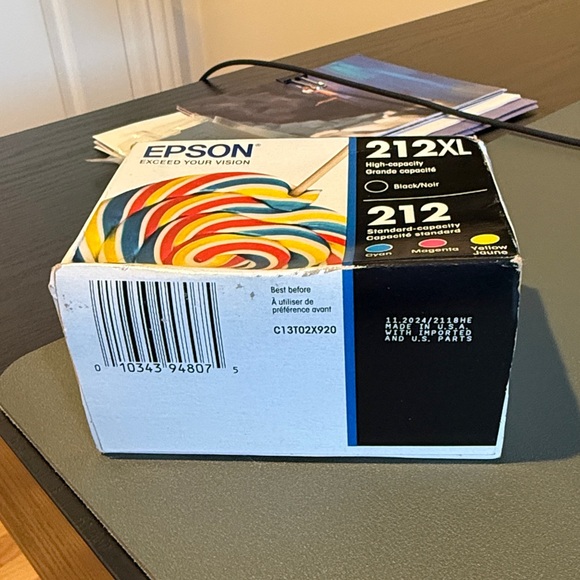 EPSON®
EXCEED YOUR VISION
212XL
High-capacity
Grande capacité
Black/Noir
212
Standard-capacity
Capacité standard
Cyan
Magenta
Yellow
Jaune
Best before
À utiliser de
préférence avant
C13T02X920
0 10343 94807 5
11.2024/2118HE
MADE IN U.S.A.
WITH IMPORTED
AND U.S. PARTS